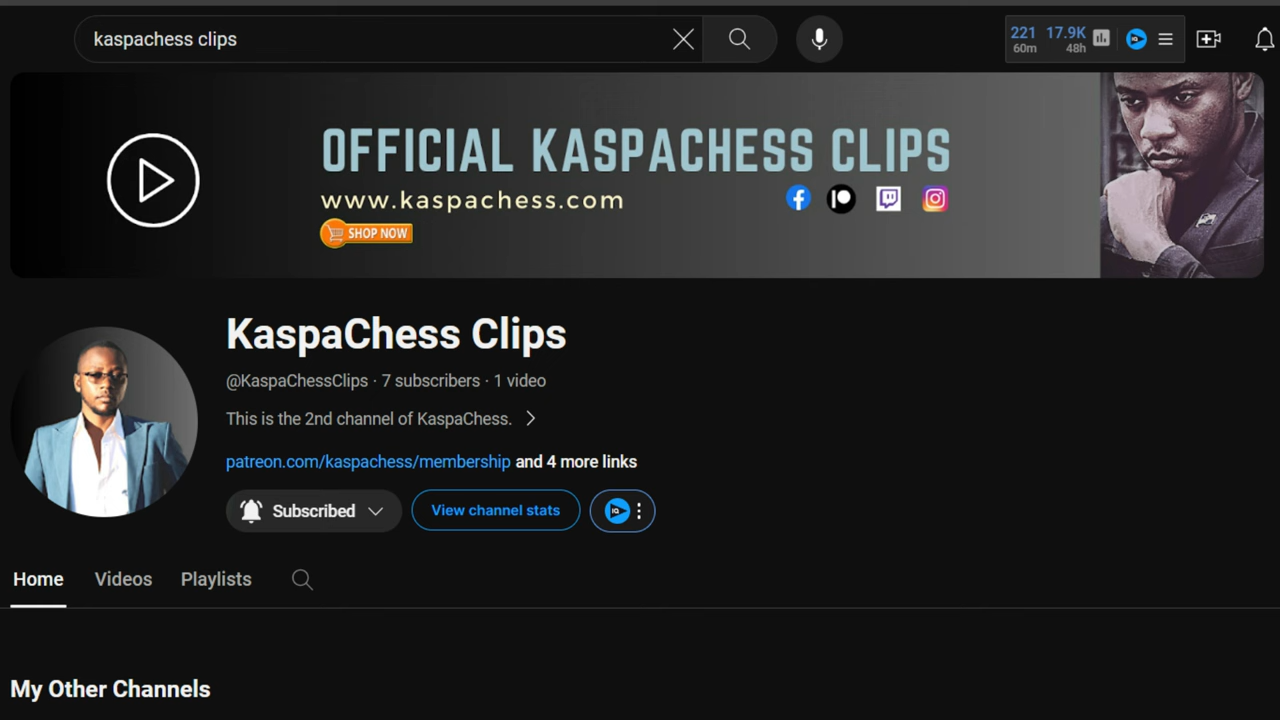 kaspachess clips
221 17.9K
60m 48h
IQ
OFFICIAL KASPACHESS CLIPS
www.kaspachess.com
SHOP NOW
KaspaChess Clips
@KaspaChessClips · 7 subscribers · 1 video
This is the 2nd channel of KaspaChess.
patreon.com/kaspachess/membership and 4 more links
Subscribed
View channel stats
IQ
Home Videos Playlists
My Other Channels